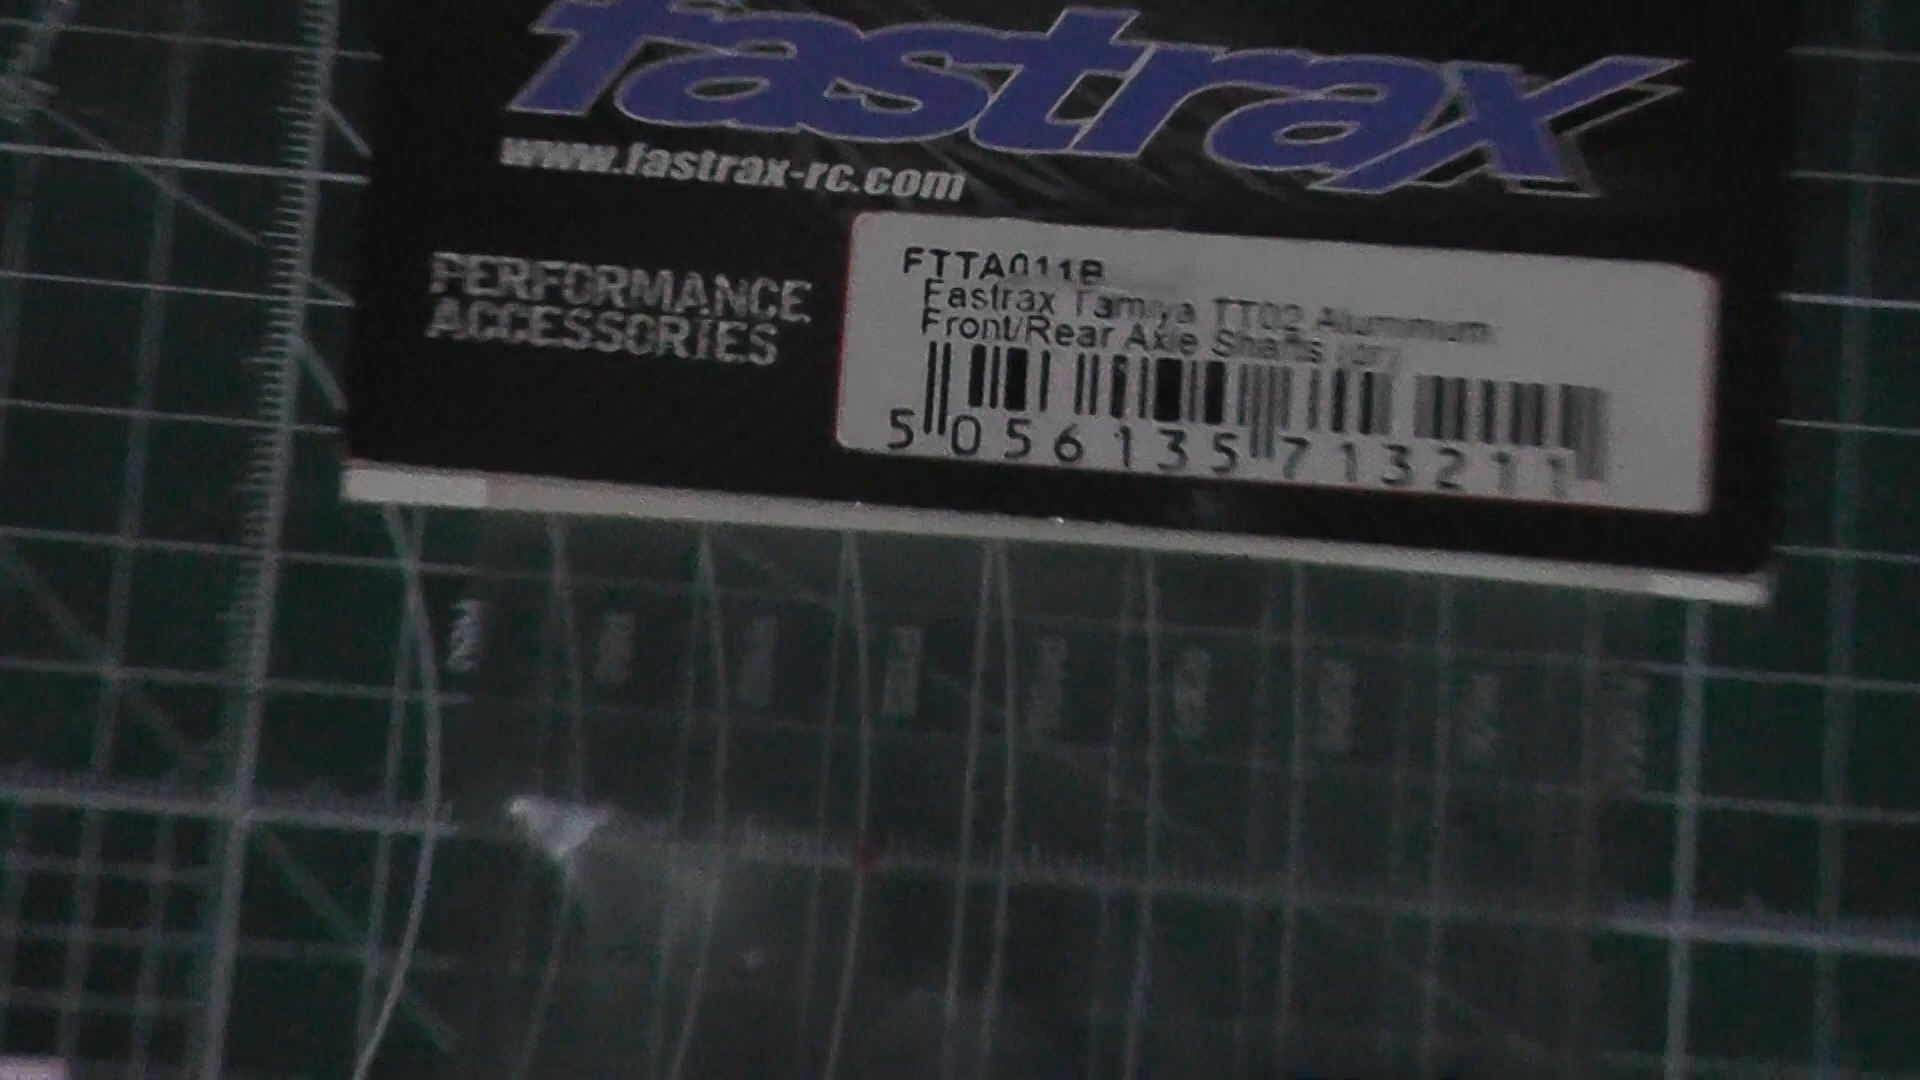 fastrax
www.fastrax-rc.com
PERFORMANCE
ACCESSORIES
FTTA011B
Fastrax Tamiya TT02 Aluminium
Front/Rear Axle Shafts
5 056135 713211